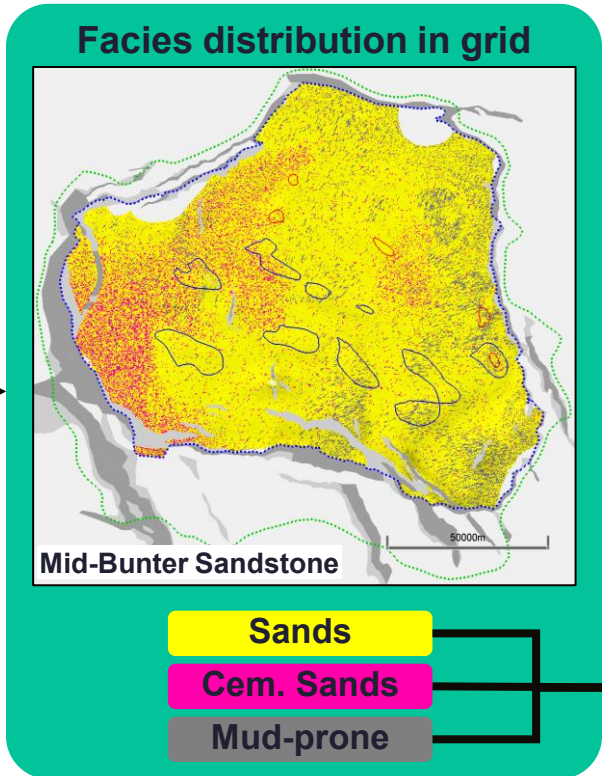 Facies distribution in grid
50000m
Mid-Bunter Sandstone
Sands
Cem. Sands
Mud-prone